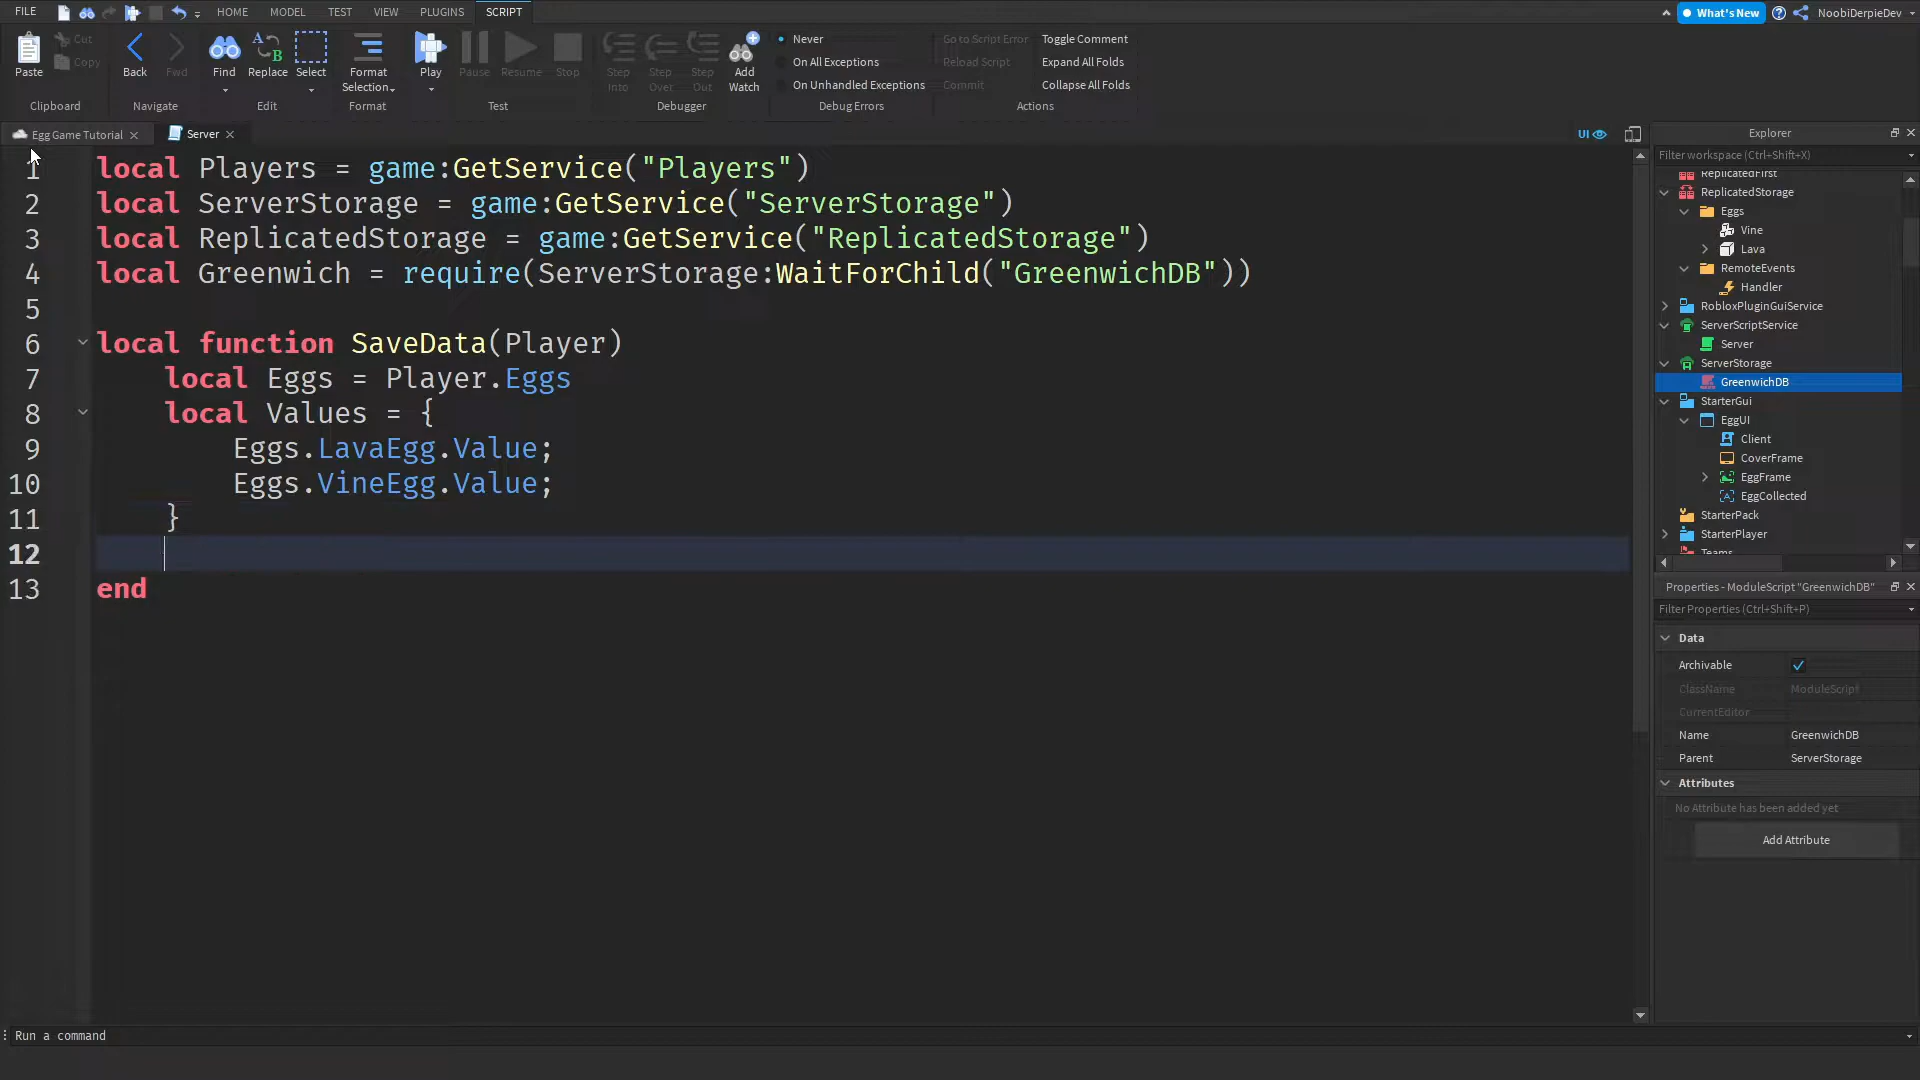 FILE HOME MODEL TEST VIEW PLUGINS SCRIPT What's New NoobiDerpieDev
Paste Cut Copy Clipboard
Back Fwd Navigate
Find Replace Select Edit
Format Selection Format
Play Pause Resume Stop Test
Step Into Step Over Step Out Add Watch Debugger
Never
On All Exceptions
On Unhandled Exceptions
Debug Errors
Go to Script Error Toggle Comment
Reload Script Expand All Folds
Commit Collapse All Folds
Actions
Egg Game Tutorial Server UI
1 local Players = game:GetService("Players")
2 local ServerStorage = game:GetService("ServerStorage")
3 local ReplicatedStorage = game:GetService("ReplicatedStorage")
4 local Greenwich = require(ServerStorage:WaitForChild("GreenwichDB"))
5
6 local function SaveData(Player)
7 local Eggs = Player.Eggs
8 local Values = {
9 Eggs.LavaEgg.Value;
10 Eggs.VineEgg.Value;
11 }
12
13 end
Explorer
Filter workspace (Ctrl+Shift+X)
ReplicatedFirst
ReplicatedStorage
Eggs
Vine
Lava
RemoteEvents
Handler
RobloxPluginGuiService
ServerScriptService
Server
ServerStorage
GreenwichDB
StarterGui
EggUI
Client
CoverFrame
EggFrame
EggCollected
StarterPack
StarterPlayer
Teams
Properties - ModuleScript "GreenwichDB"
Filter Properties (Ctrl+Shift+P)
Data
Archivable
ClassName ModuleScript
CurrentEditor
Name GreenwichDB
Parent ServerStorage
Attributes
No Attribute has been added yet
Add Attribute
Run a command